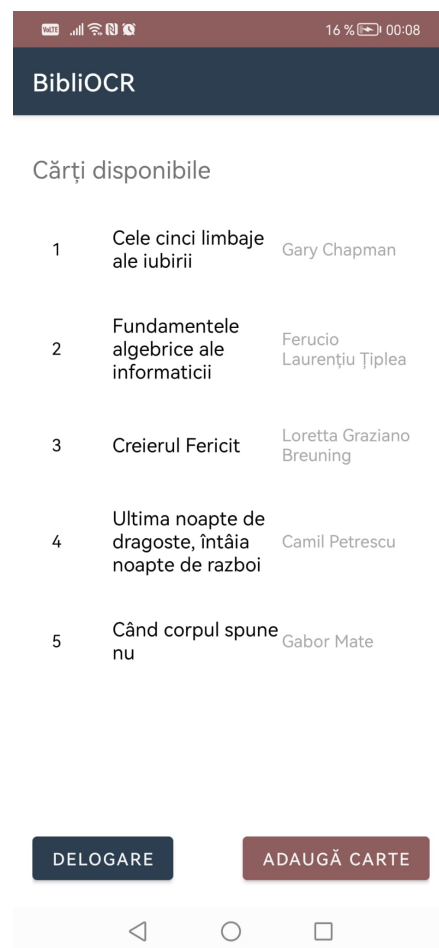 VoLTE 16 % 00:08
BibliOCR
Cărți disponibile
1 Cele cinci limbaje ale iubirii Gary Chapman
2 Fundamentele algebrice ale informaticii Ferucio Laurențiu Țiplea
3 Creierul Fericit Loretta Graziano Breuning
4 Ultima noapte de dragoste, întâia noapte de razboi Camil Petrescu
5 Când corpul spune nu Gabor Mate
DELOGARE
ADAUGĂ CARTE